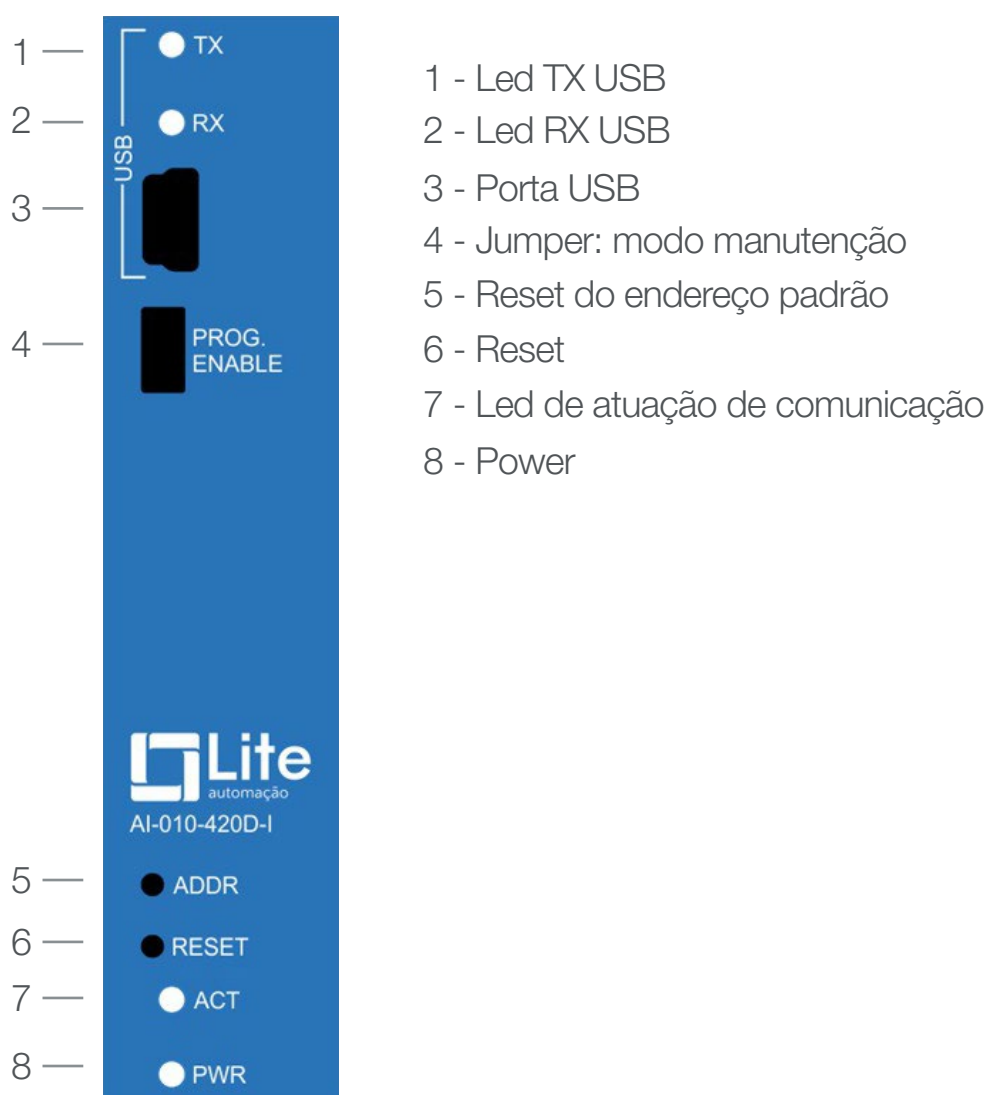 1
2
3
4
5
6
7
8
TX
RX
USB
PROG.
ENABLE
Lite
automação
AI-010-420D-I
ADDR
RESET
ACT
PWR
1 - Led TX USB
2 - Led RX USB
3 - Porta USB
4 - Jumper: modo manutenção
5 - Reset do endereço padrão
6 - Reset
7 - Led de atuação de comunicação
8 - Power